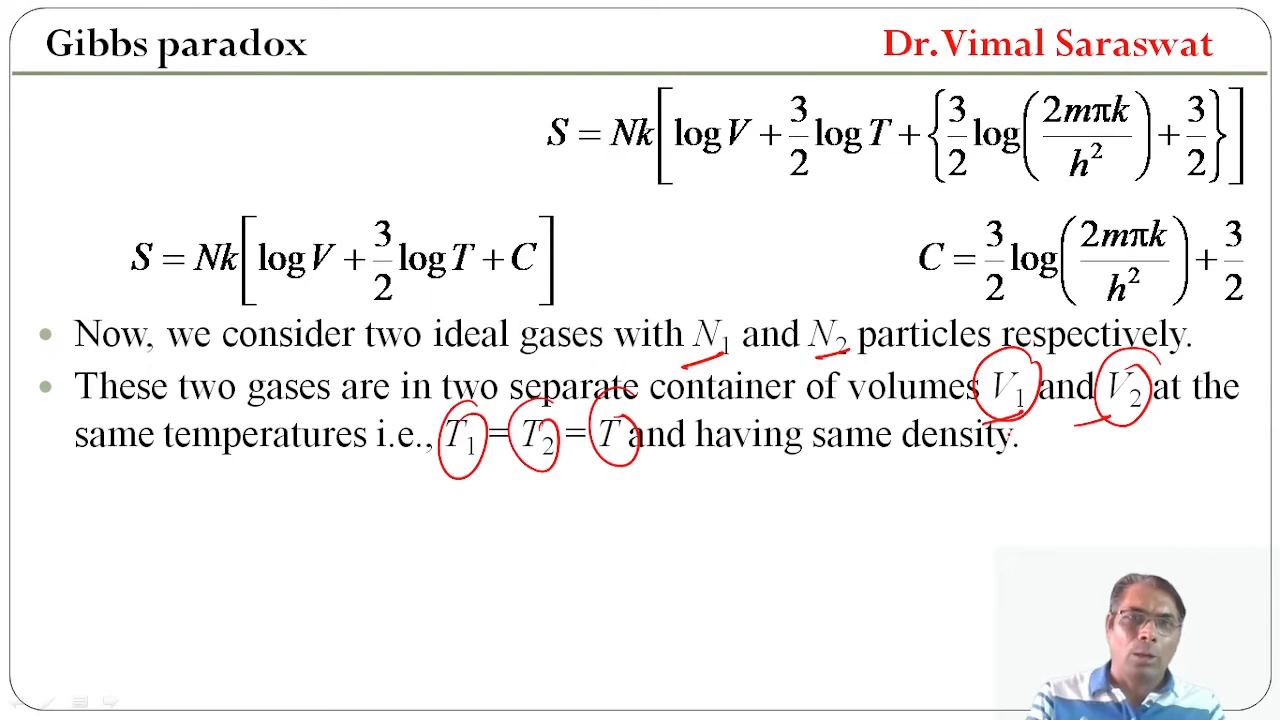 Gibbs paradox
Dr.Vimal Saraswat
S = Nk[log V + 3/2 log T + {3/2 log(2mπk/h²) + 3/2}]
S = Nk[log V + 3/2 log T + C]
C = 3/2 log(2mπk/h²) + 3/2
• Now, we consider two ideal gases with N₁ and N₂ particles respectively.
• These two gases are in two separate container of volumes V₁ and V₂ at the
same temperatures i.e., T₁ = T₂ = T and having same density.